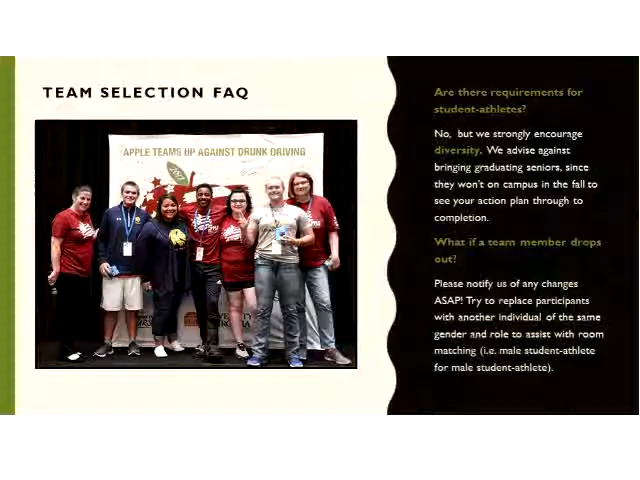 TEAM SELECTION FAQ
APPLE TEAMS UP AGAINST DRUNK DRIVING
Are there requirements for
student-athletes?
No, but we strongly encourage
diversity. We advise against
bringing graduating seniors, since
they won't on campus in the fall to
see your action plan through to
completion.
What if a team member drops
out?
Please notify us of any changes
ASAP! Try to replace participants
with another individual of the same
gender and role to assist with room
matching (i.e. male student-athlete
for male student-athlete).